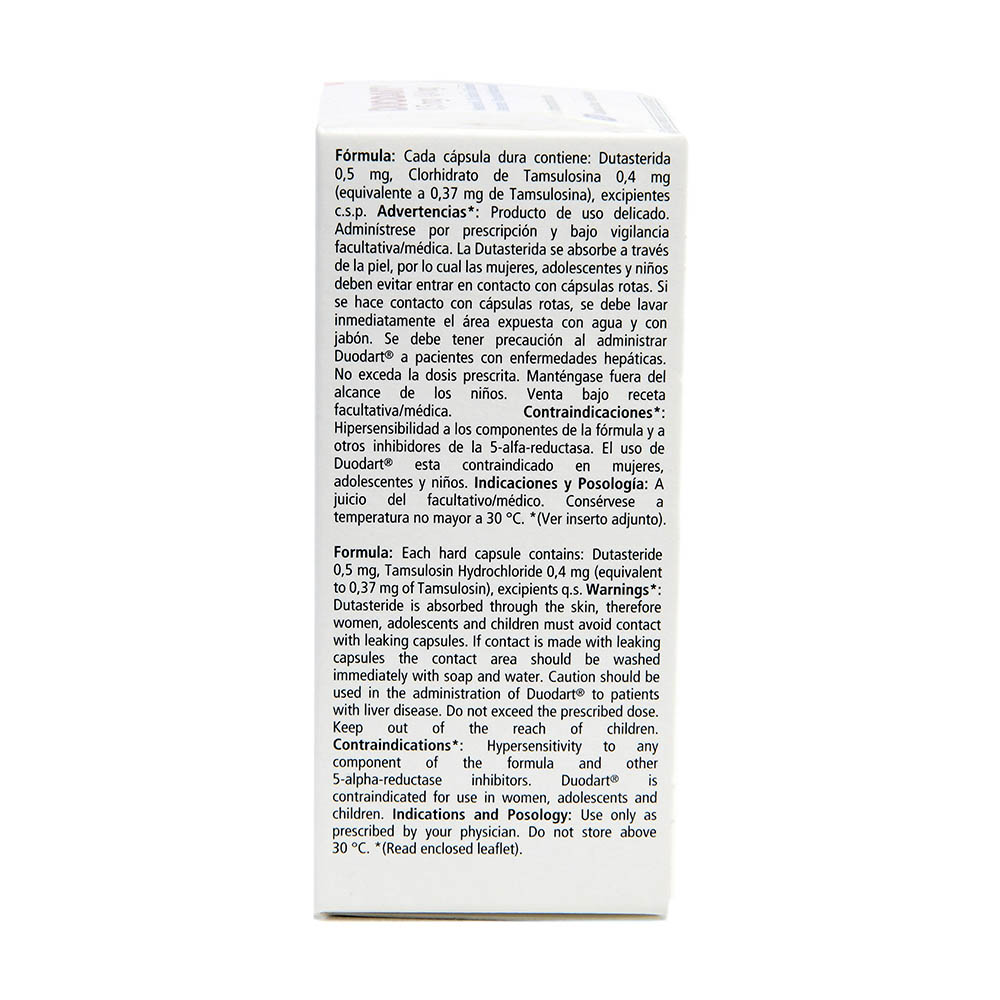 DUODART
Fórmula: Cada cápsula dura contiene: Dutasterida
0,5 mg, Clorhidrato de Tamsulosina 0,4 mg
(equivalente a 0,37 mg de Tamsulosina), excipientes
c.s.p. Advertencias*: Producto de uso delicado.
Adminístrese por prescripción y bajo vigilancia
facultativa/médica. La Dutasterida se absorbe a través
de la piel, por lo cual las mujeres, adolescentes y niños
deben evitar entrar en contacto con cápsulas rotas. Si
se hace contacto con cápsulas rotas, se debe lavar
inmediatamente el área expuesta con agua y con
jabón. Se debe tener precaución al administrar
Duodart® a pacientes con enfermedades hepáticas.
No exceda la dosis prescrita. Manténgase fuera del
alcance de los niños. Venta bajo receta
facultativa/médica. Contraindicaciones*:
Hipersensibilidad a los componentes de la fórmula y a
otros inhibidores de la 5-alfa-reductasa. El uso de
Duodart® esta contraindicado en mujeres,
adolescentes y niños. Indicaciones y Posología: A
juicio del facultativo/médico. Consérvese a
temperatura no mayor a 30 °C. *(Ver inserto adjunto).
Formula: Each hard capsule contains: Dutasteride
0,5 mg, Tamsulosin Hydrochloride 0,4 mg (equivalent
to 0,37 mg of Tamsulosin), excipients q.s. Warnings*:
Dutasteride is absorbed through the skin, therefore
women, adolescents and children must avoid contact
with leaking capsules. If contact is made with leaking
capsules the contact area should be washed
immediately with soap and water. Caution should be
used in the administration of Duodart® to patients
with liver disease. Do not exceed the prescribed dose.
Keep out of the reach of children.
Contraindications*: Hypersensitivity to any
component of the formula and other
5-alpha-reductase inhibitors. Duodart® is
contraindicated for use in women, adolescents and
children. Indications and Posology: Use only as
prescribed by your physician. Do not store above
30 °C. *(Read enclosed leaflet).